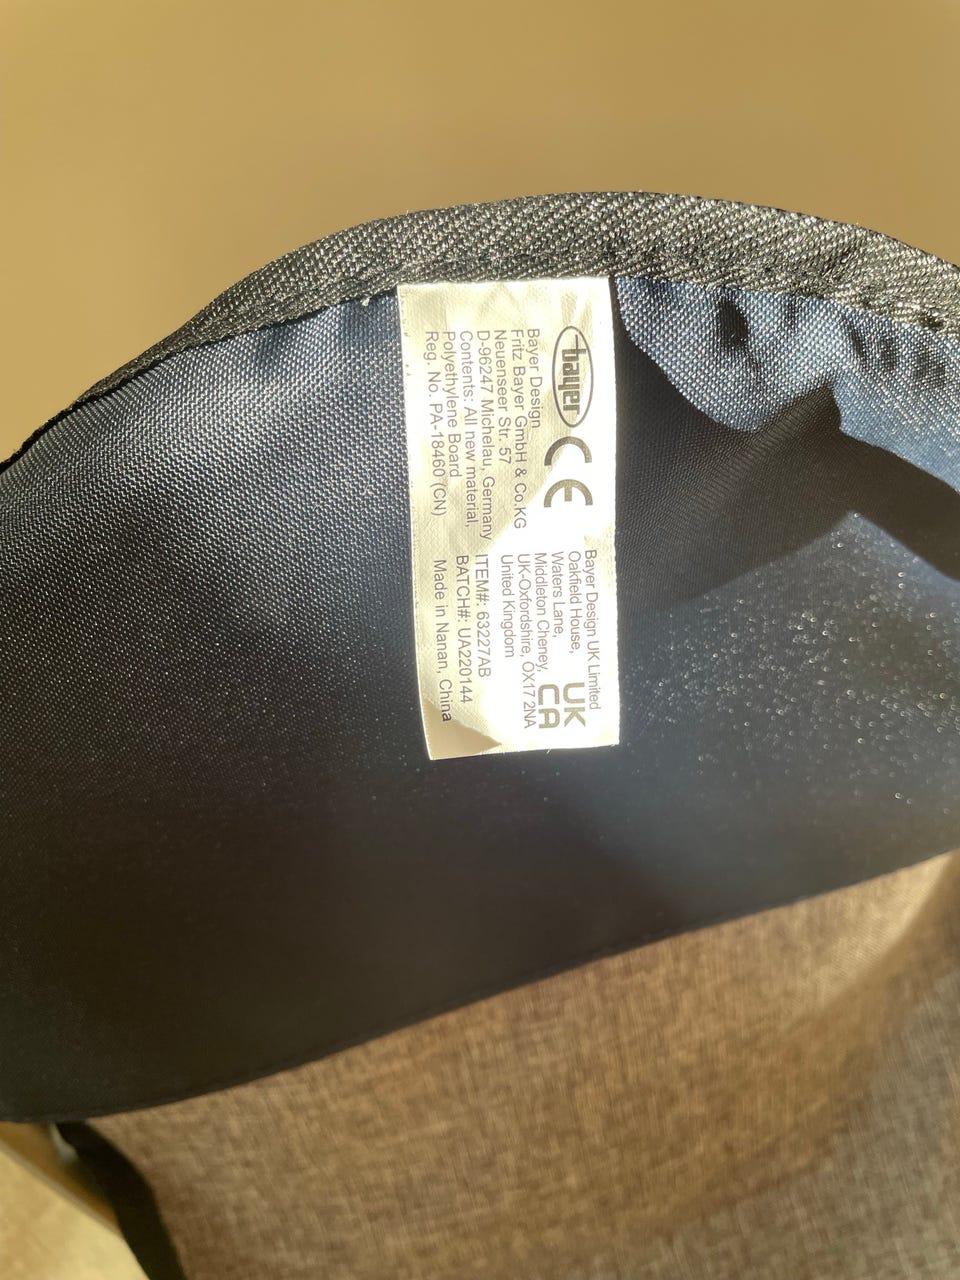 bayer
CE
Bayer Design
Fritz Bayer GmbH & Co.KG
Neuenseer Str. 57
D-96247 Michelau, Germany
Contents: All new material,
Polyethylene Board
Reg. No. PA-18460 (CN)
Bayer Design UK Limited
Oakfield House,
Waters Lane,
Middleton Cheney,
UK-Oxfordshire, OX17 2NA
United Kingdom
UK
CA
ITEM#: 63227AB
BATCH#: UA220144
Made in Nanan, China